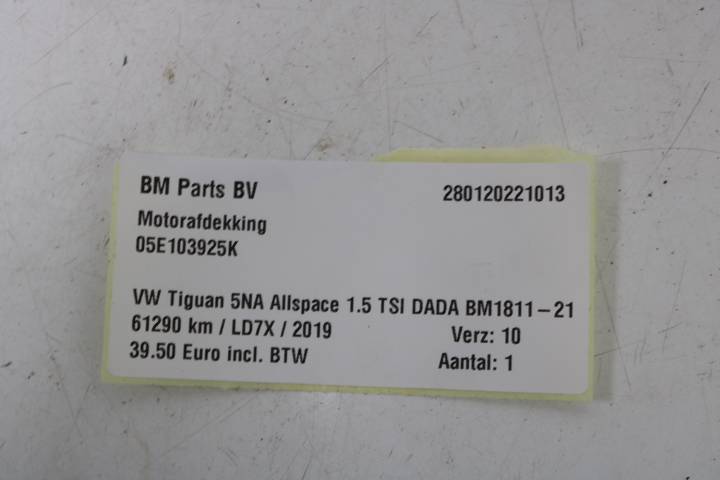 BM Parts BV 280120221013
Motorafdekking
05E103925K
VW Tiguan 5NA Allspace 1.5 TSI DADA BM1811-21
61290 km / LD7X / 2019 Verz: 10
39.50 Euro incl. BTW Aantal: 1